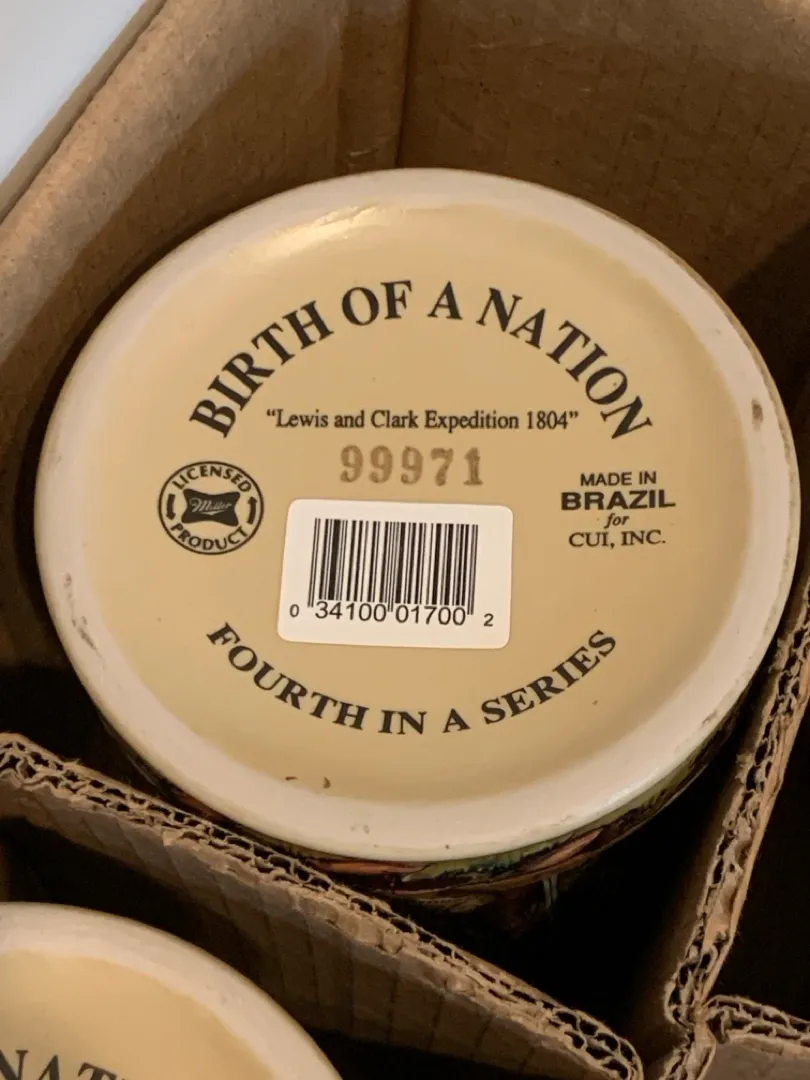 BIRTH OF A NATION
"Lewis and Clark Expedition 1804"
99971
LICENSED
Miller
PRODUCT
MADE IN
BRAZIL
for
CUI, INC.
0 34100 01700 2
FOURTH IN A SERIES